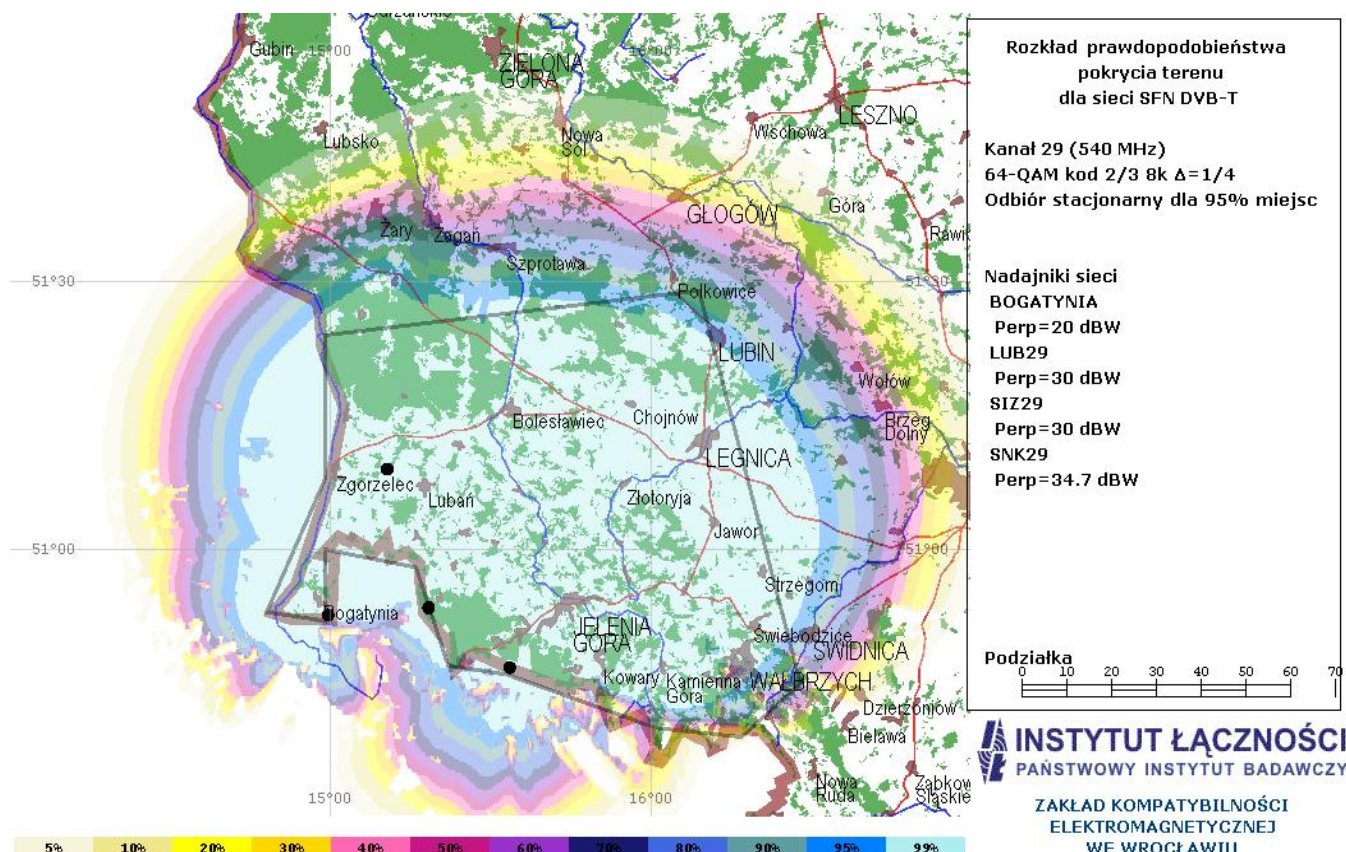 Gubin
15°00
16°00
ZIELONA
GÓRA
LESZNO
Lubsko
Nowa
Sól
Wschowa
GŁOGÓW
Góra
Żary
Żagań
Szprotawa
51°30
Polkowice
51°30
LUBIN
Wołów
Bolesławiec
Chojnów
Brzeg
Dolny
LEGNICA
Zgorzelec
Lubań
Złotoryja
Jawor
51°00
51°00
Strzegom
Bogatynia
JELENIA
GÓRA
Świebodzice
ŚWIDNICA
Kowary
Kamienna
Góra
WAŁBRZYCH
Dzierżoniów
Bielawa
Nowa
Ruda
15°00
16°00
5% 10% 20% 30% 40% 50% 60% 70% 80% 90% 95% 99%
Rozkład prawdopodobieństwa
pokrycia terenu
dla sieci SFN DVB-T
Kanał 29 (540 MHz)
64-QAM kod 2/3 8k Δ=1/4
Odbiór stacjonarny dla 95% miejsc
Nadajniki sieci
BOGATYNIA
Perp=20 dBW
LUB29
Perp=30 dBW
SIZ29
Perp=30 dBW
SNK29
Perp=34.7 dBW
Podziałka
0 10 20 30 40 50 60 70
INSTYTUT ŁĄCZNOŚCI
PAŃSTWOWY INSTYTUT BADAWCZY
ZAKŁAD KOMPATYBILNOŚCI
ELEKTROMAGNETYCZNEJ
WE WROCŁAWIU